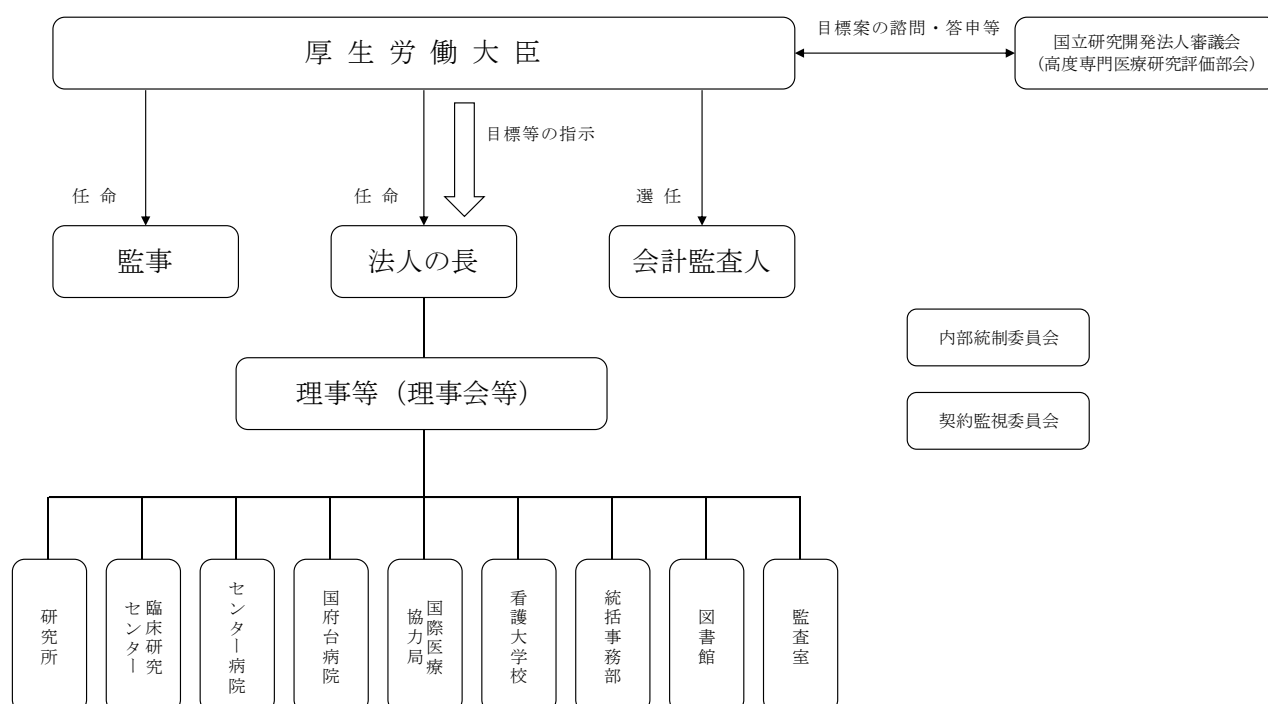 厚生労働大臣
目標案の諮問・答申等
国立研究開発法人審議会
（高度専門医療研究評価部会）
目標等の指示
任命
任命
選任
監事
法人の長
会計監査人
内部統制委員会
理事等（理事会等）
契約監視委員会
研究所
臨床研究
センター
センター病院
国府台病院
国際医療
協力局
看護大学校
統括事務部
図書館
監査室